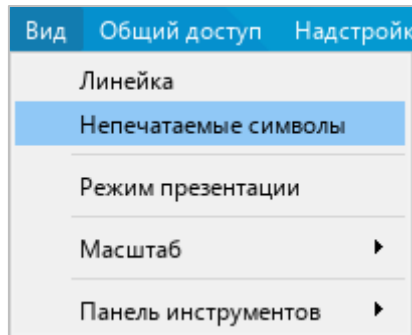 Вид Общий доступ Надстройк
Линейка
Непечатаемые символы
Режим презентации
Масштаб
Панель инструментов